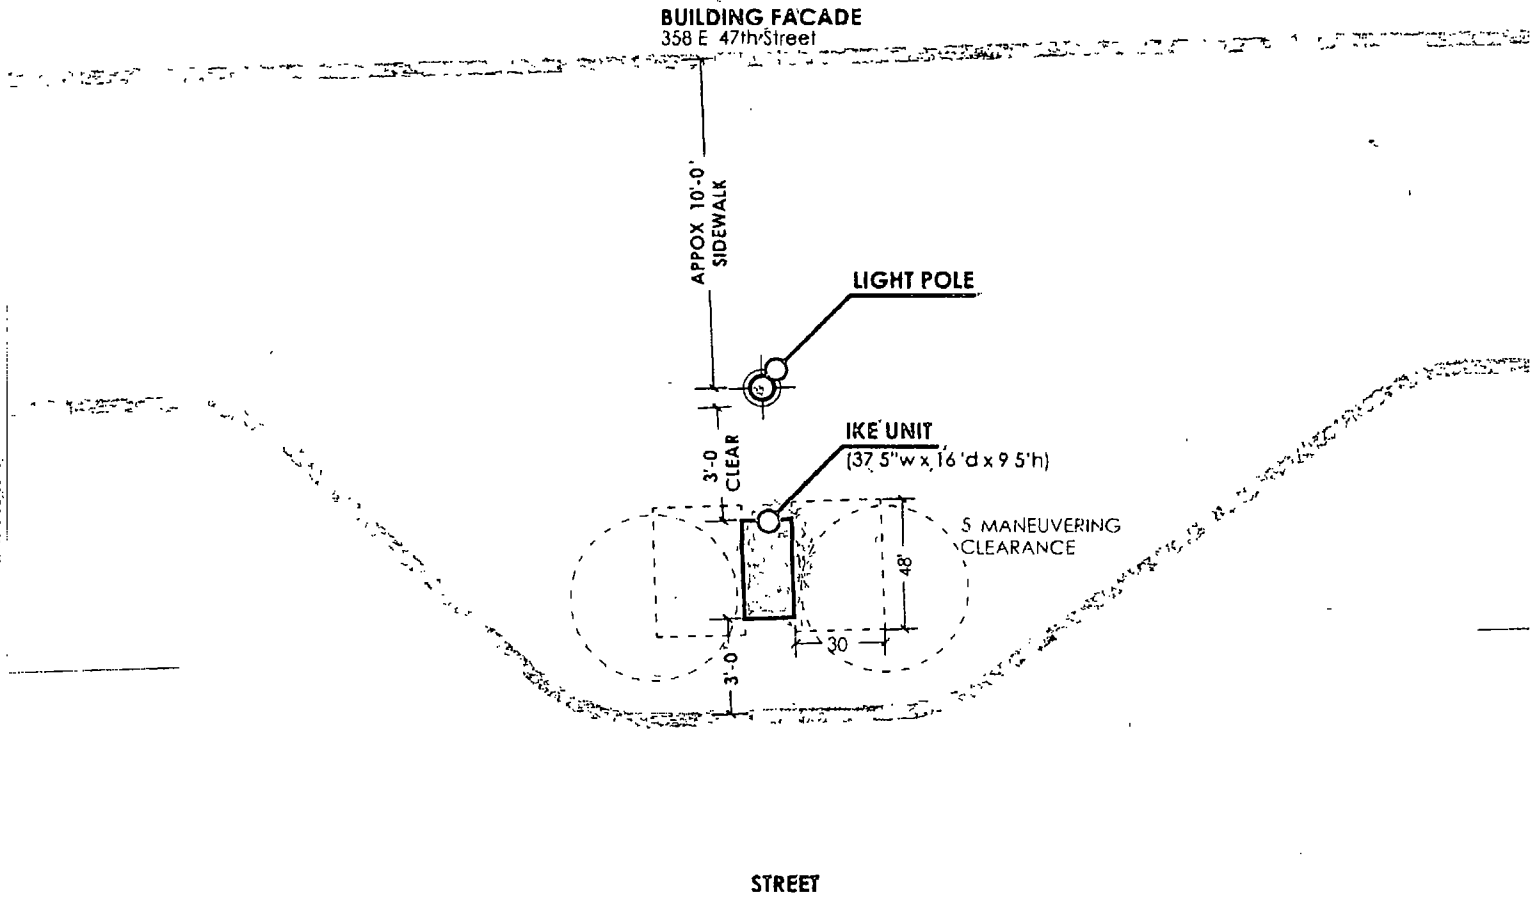 BUILDING FACADE
358 E 47th Street
APPOX 10'-0"
SIDEWALK
LIGHT POLE
3'-0
CLEAR
IKE UNIT
(37 5"w x 16 'd x 9 5'h)
5 MANEUVERING
CLEARANCE
48'
30
3'-0'
STREET